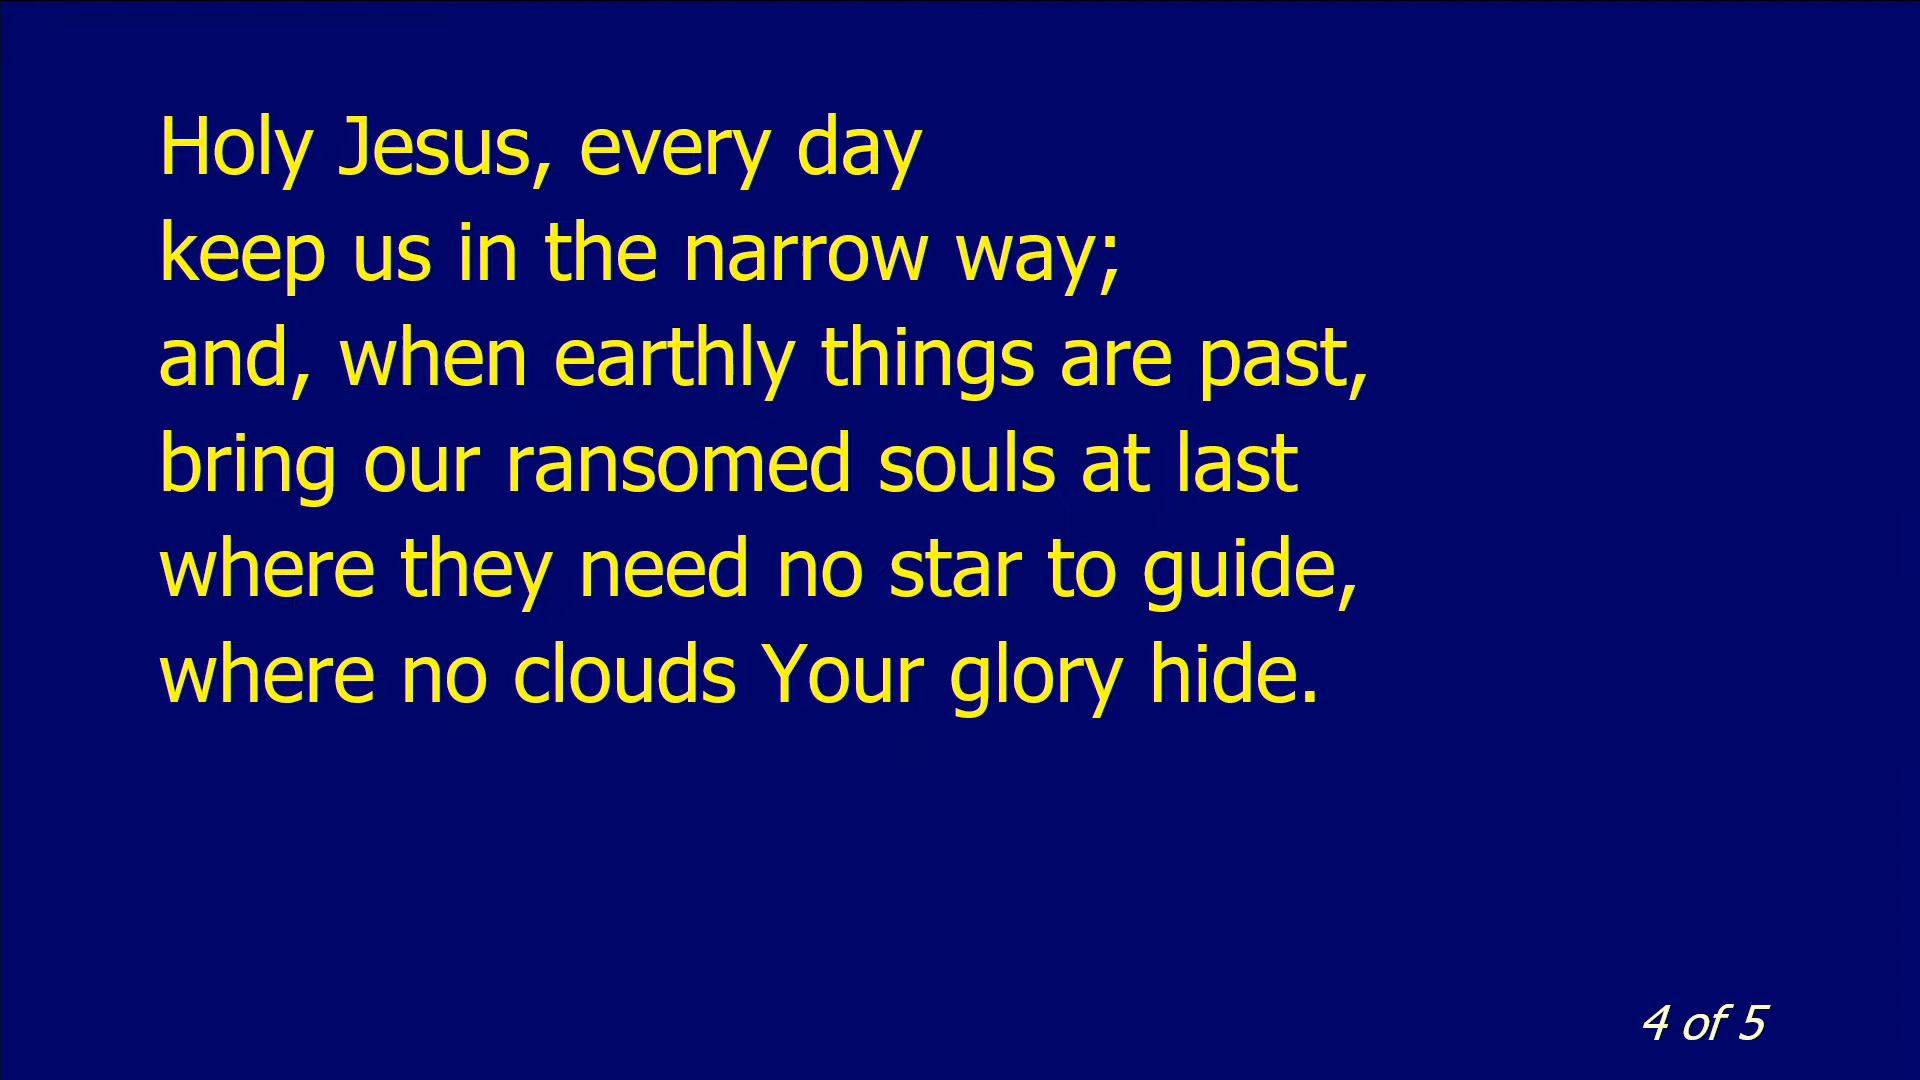 Holy Jesus, every day
keep us in the narrow way;
and, when earthly things are past,
bring our ransomed souls at last
where they need no star to guide,
where no clouds Your glory hide.
4 of 5